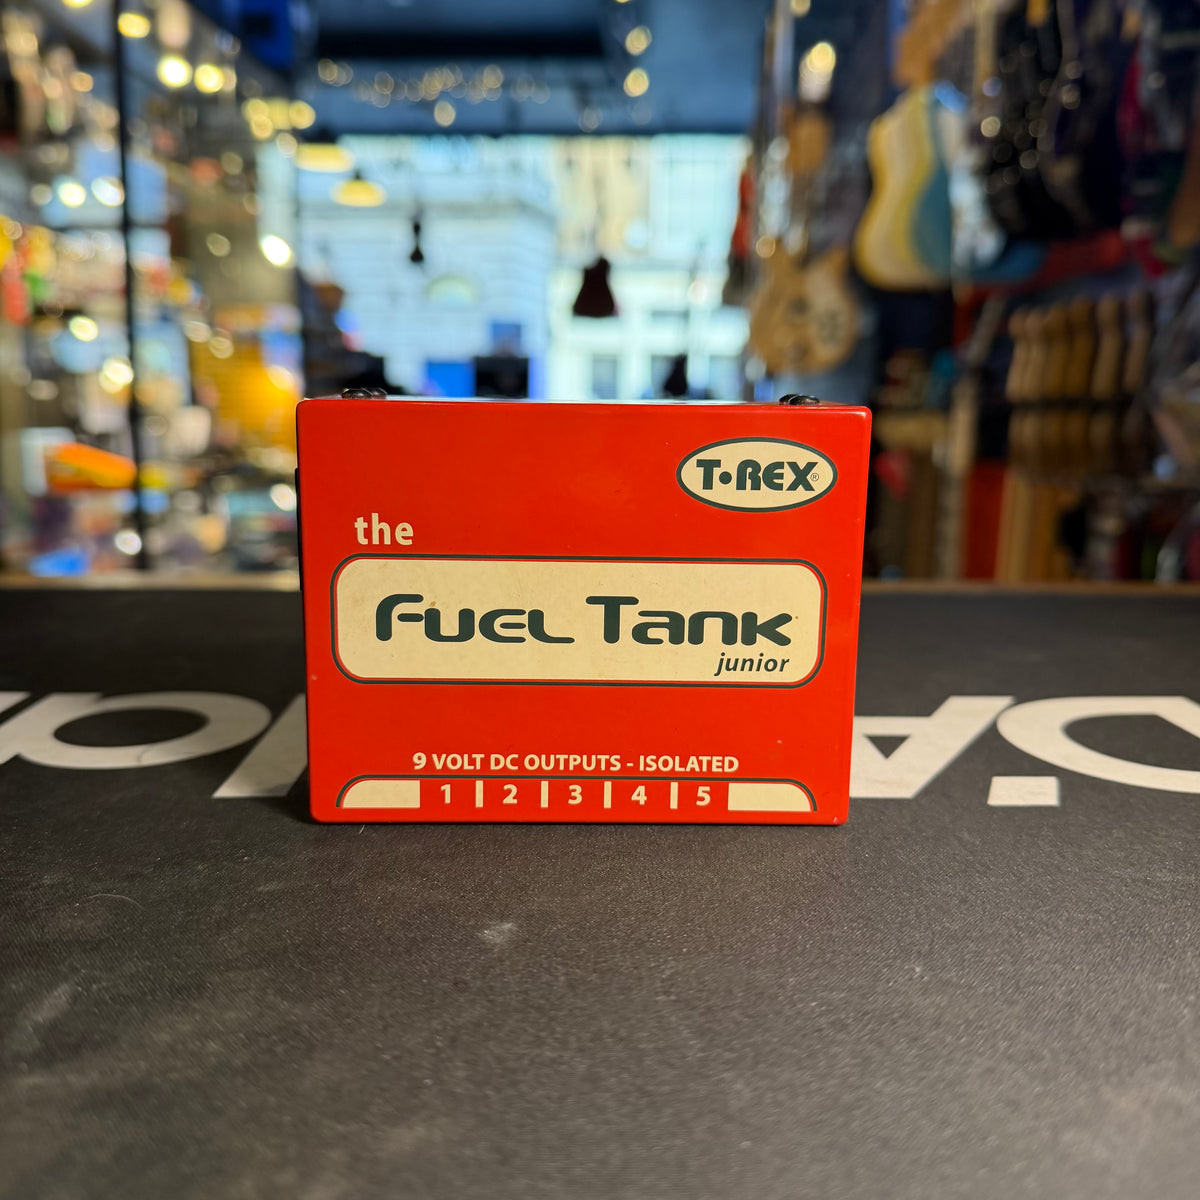 T•REX®
the
Fuel Tank
junior
9 VOLT DC OUTPUTS - ISOLATED
1 | 2 | 3 | 4 | 5